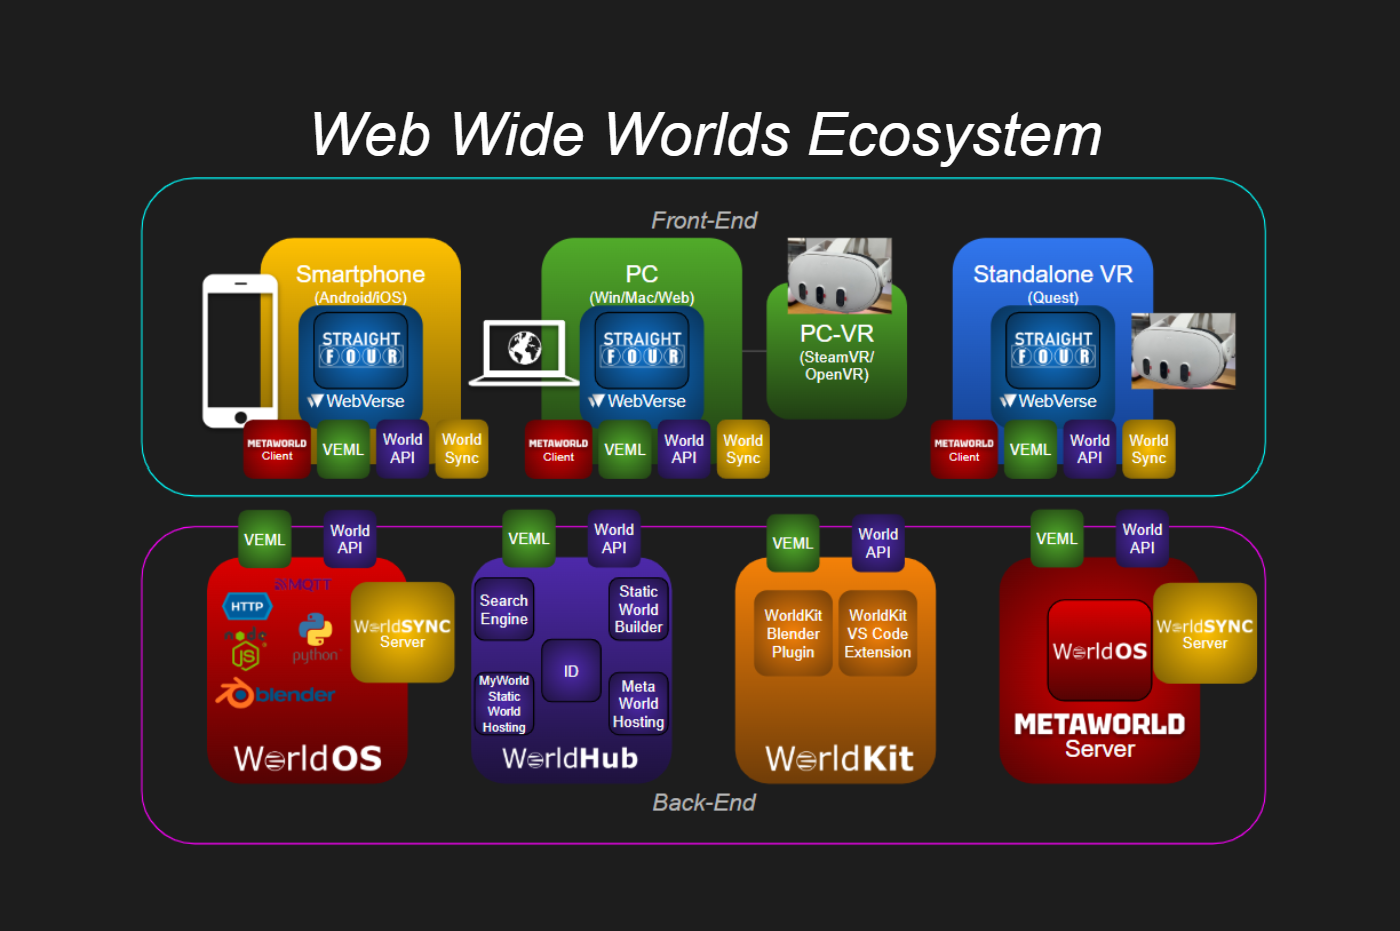 Web Wide Worlds Ecosystem
Front-End
Smartphone
(Android/iOS)
STRAIGHT
FOUR
WebVerse
METAWORLD
Client
VEML
World
API
World
Sync
PC
(Win/Mac/Web)
STRAIGHT
FOUR
WebVerse
METAWORLD
Client
VEML
World
API
World
Sync
PC-VR
(SteamVR/
OpenVR)
Standalone VR
(Quest)
STRAIGHT
FOUR
WebVerse
METAWORLD
Client
VEML
World
API
World
Sync
VEML
World
API
MQTT
HTTP
node
JS
python
blender
WorldSYNC
Server
WorldOS
VEML
World
API
Search
Engine
Static
World
Builder
ID
MyWorld
Static
World
Hosting
Meta
World
Hosting
WorldHub
VEML
World
API
WorldKit
Blender
Plugin
WorldKit
VS Code
Extension
WorldKit
VEML
World
API
WorldOS
WorldSYNC
Server
METAWORLD
Server
Back-End